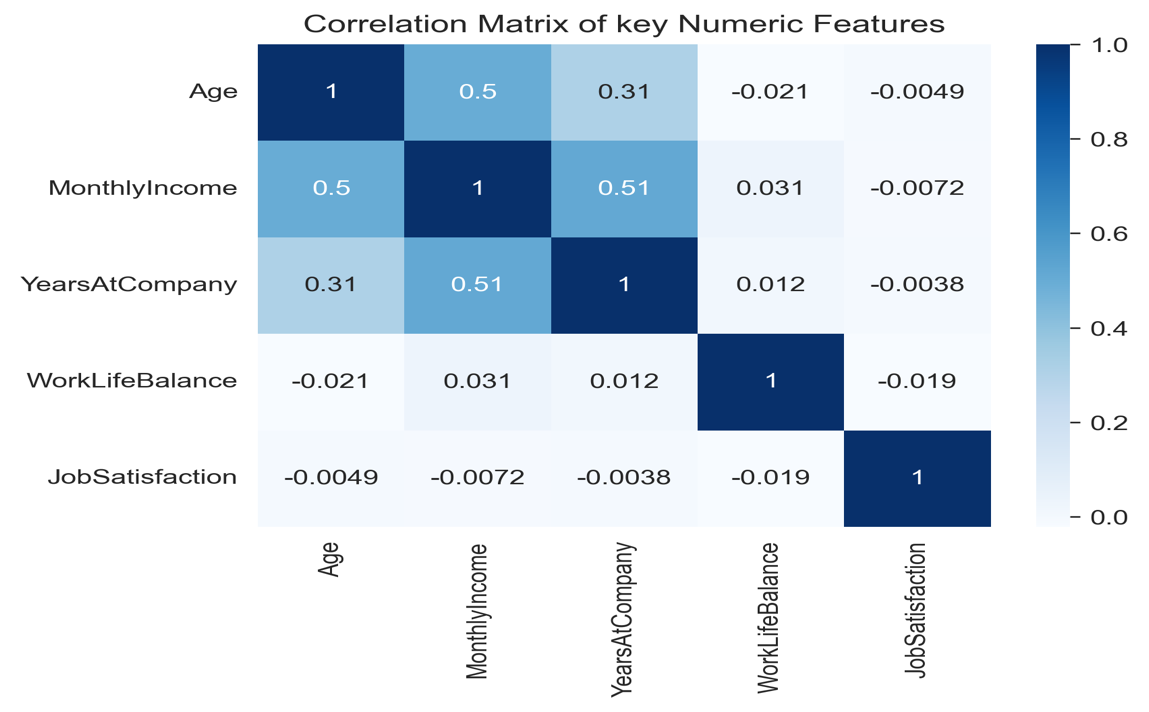 Correlation Matrix of key Numeric Features
Age 1 0.5 0.31 -0.021 -0.0049
MonthlyIncome 0.5 1 0.51 0.031 -0.0072
YearsAtCompany 0.31 0.51 1 0.012 -0.0038
WorkLifeBalance -0.021 0.031 0.012 1 -0.019
JobSatisfaction -0.0049 -0.0072 -0.0038 -0.019 1
Age
MonthlyIncome
YearsAtCompany
WorkLifeBalance
JobSatisfaction
1.0
0.8
0.6
0.4
0.2
0.0